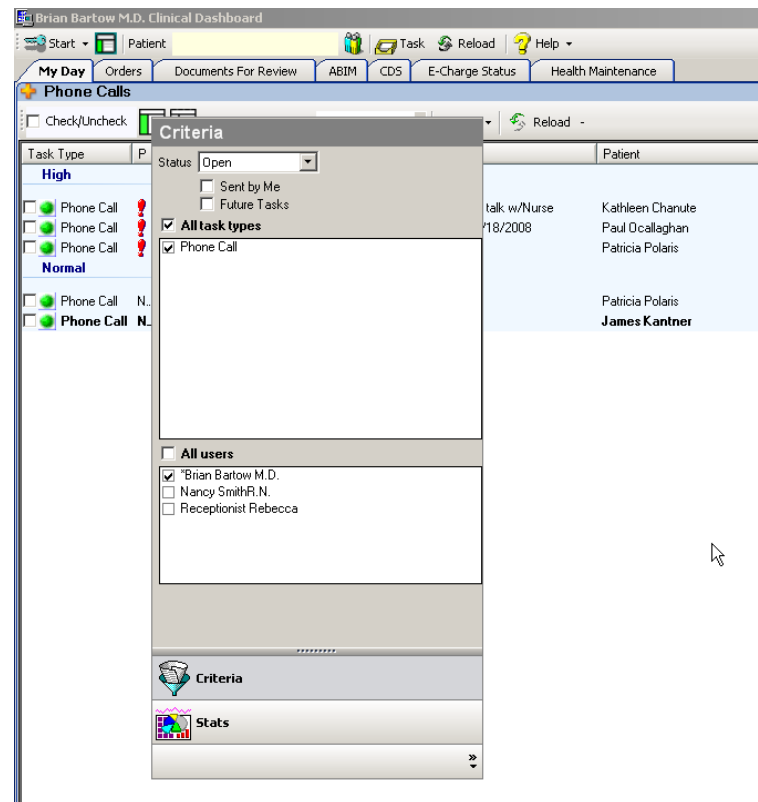 Brian Bartow M.D. Clinical Dashboard
Start Patient Task Reload Help
My Day Orders Documents For Review ABIM CDS E-Charge Status Health Maintenance
Phone Calls
Check/Uncheck Reload -
Criteria
Task Type P Patient
Status Open
High
Sent by Me
Phone Call talk w/Nurse Kathleen Chanute
Future Tasks
Phone Call /18/2008 Paul Ocallaghan
All task types
Phone Call Patricia Polaris
Phone Call
Normal
Phone Call N.. Patricia Polaris
Phone Call N.. James Kantner
All users
*Brian Bartow M.D.
Nancy SmithR.N.
Receptionist Rebecca
Criteria
Stats